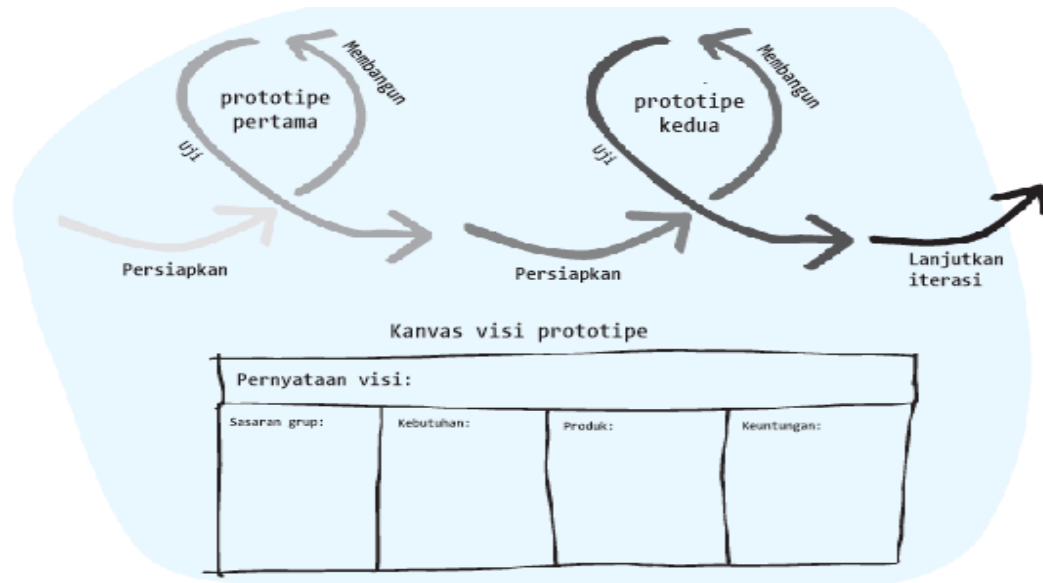 Membangun
prototipe
pertama
Uji
Persiapkan
Membangun
prototipe
kedua
Uji
Persiapkan
Lanjutkan
iterasi
Kanvas visi prototipe
Pernyataan visi:
Sasaran grup:
Kebutuhan:
Produk:
Keuntungan: